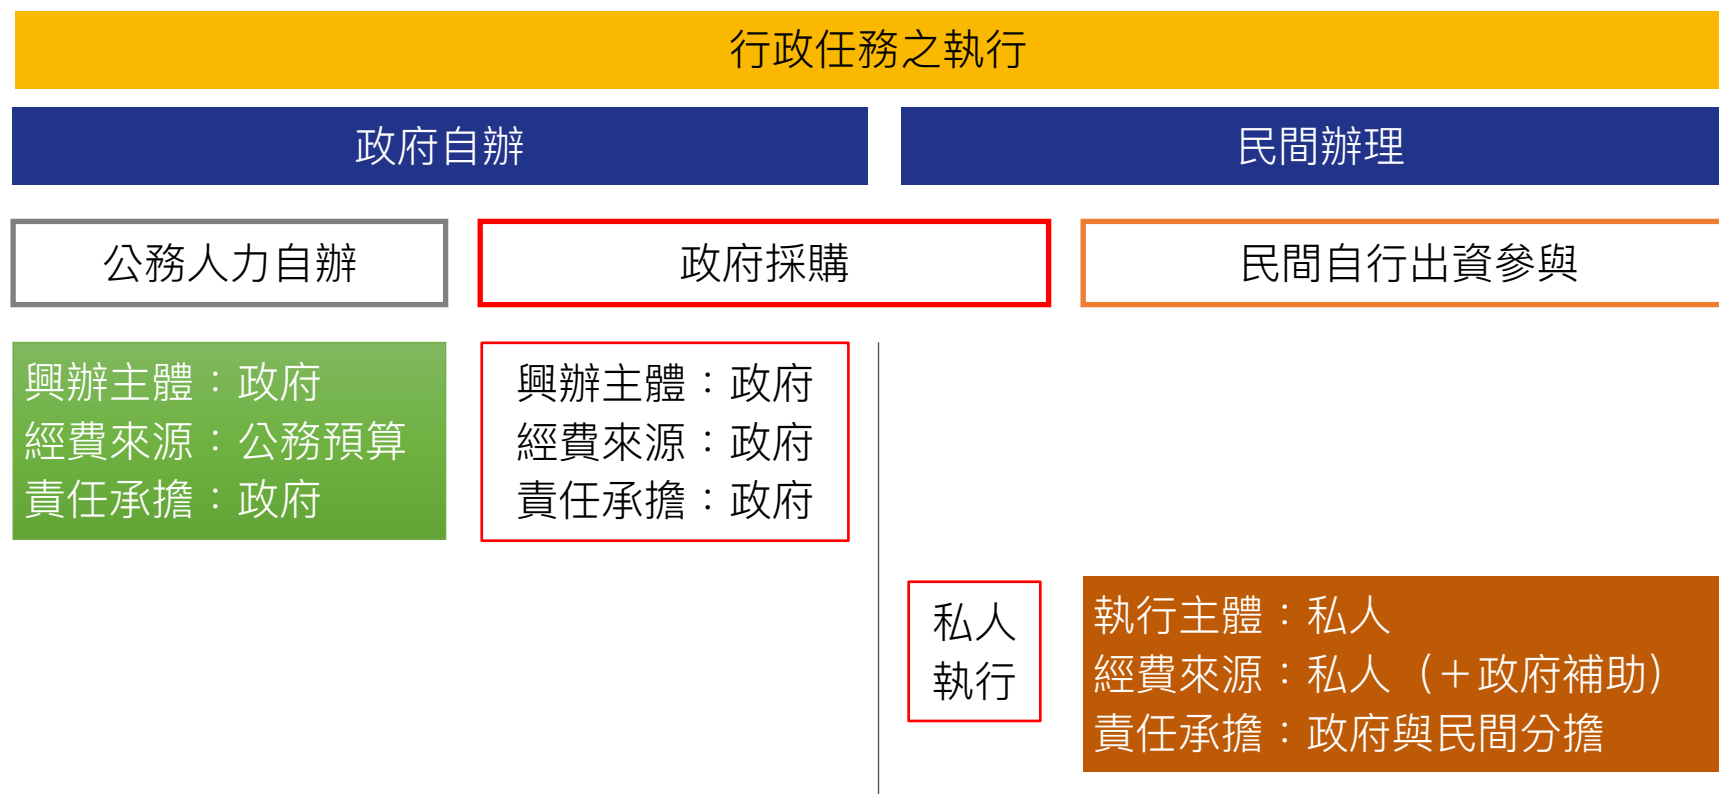 行政任務之執行
政府自辦
民間辦理
公務人力自辦
政府採購
民間自行出資參與
興辦主體：政府
經費來源：公務預算
責任承擔：政府
興辦主體：政府
經費來源：政府
責任承擔：政府
私人
執行
執行主體：私人
經費來源：私人（＋政府補助）
責任承擔：政府與民間分擔